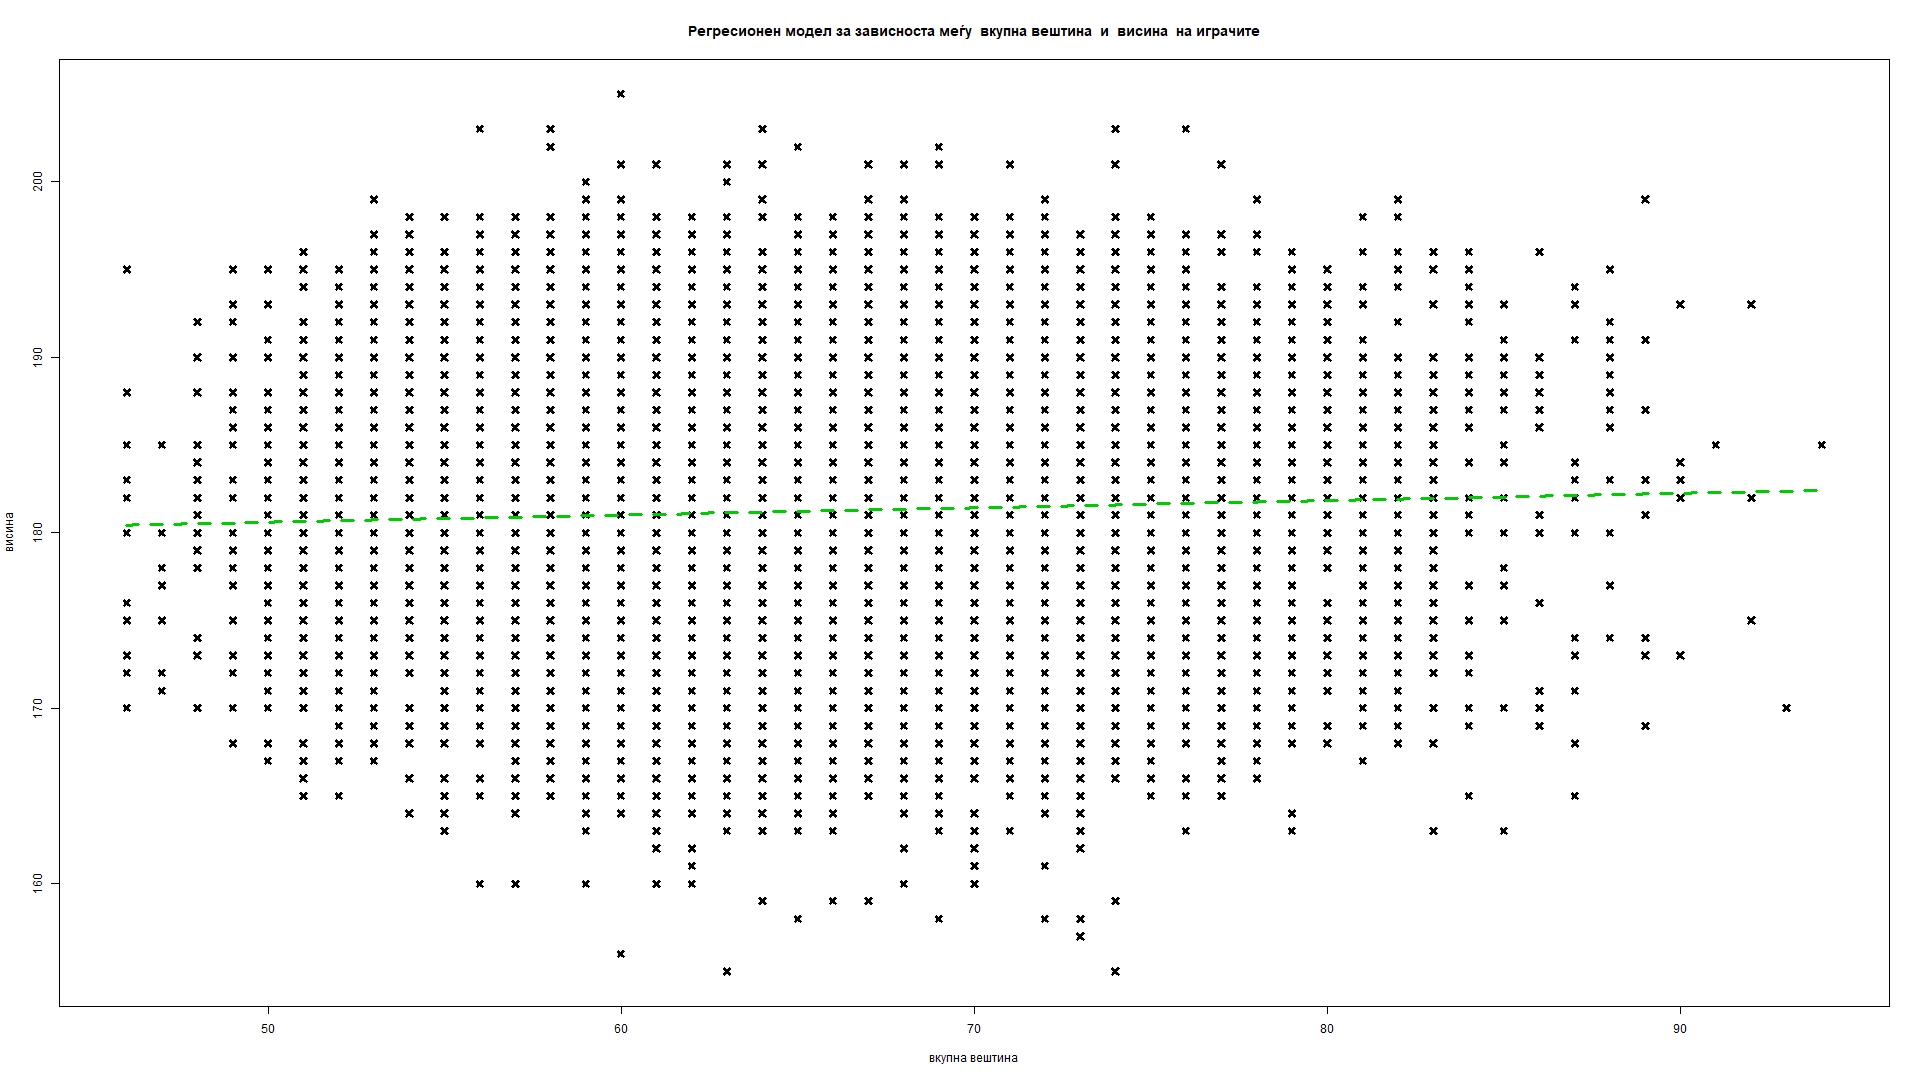 Регресионен модел за зависноста меѓу вкупна вештина и висина на играчите
висина
200
190
180
170
160
50 60 70 80 90
вкупна вештина